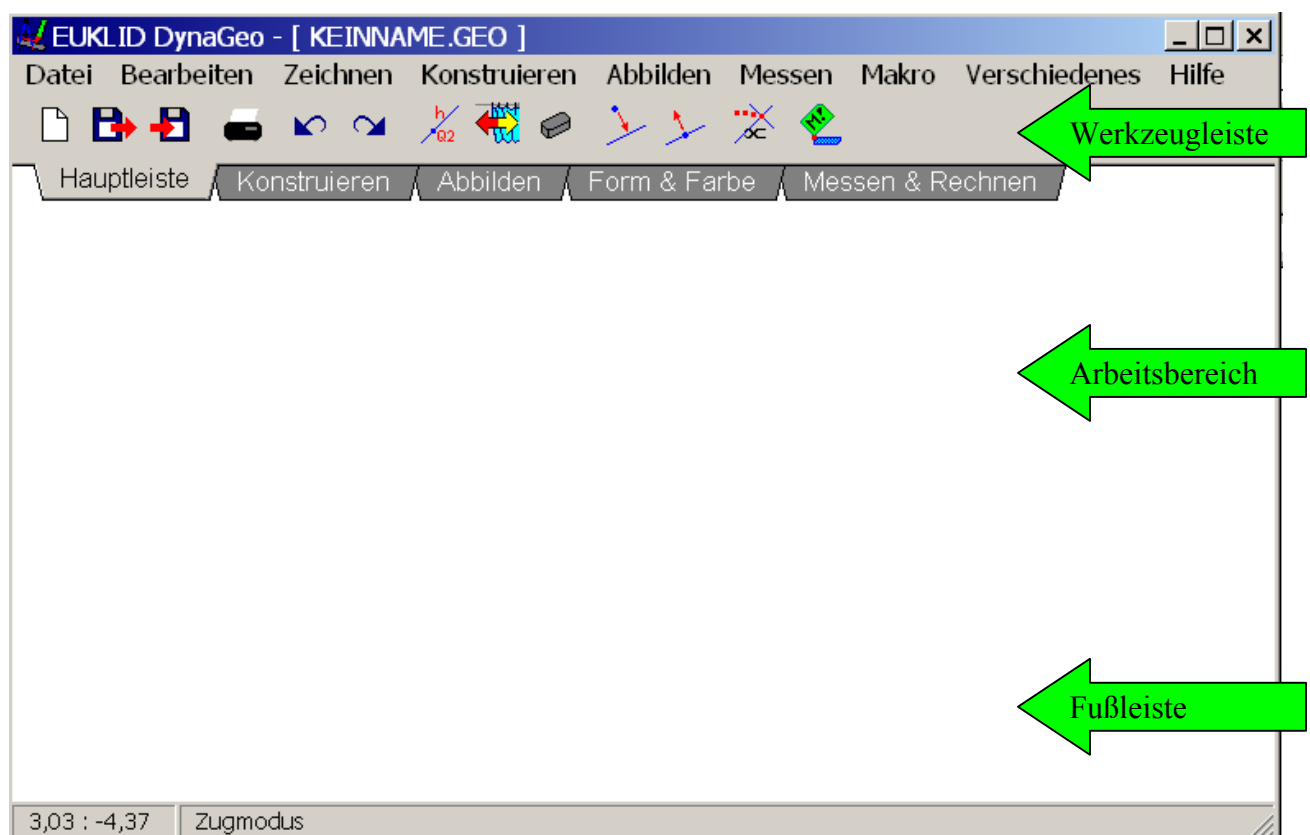 EUKLID DynaGeo - [ KEINNAME.GEO ]
Datei Bearbeiten Zeichnen Konstruieren Abbilden Messen Makro Verschiedenes Hilfe
h Q2 M!
Werkzeugleiste
Hauptleiste Konstruieren Abbilden Form & Farbe Messen & Rechnen
Arbeitsbereich
Fußleiste
3,03 : -4,37 Zugmodus